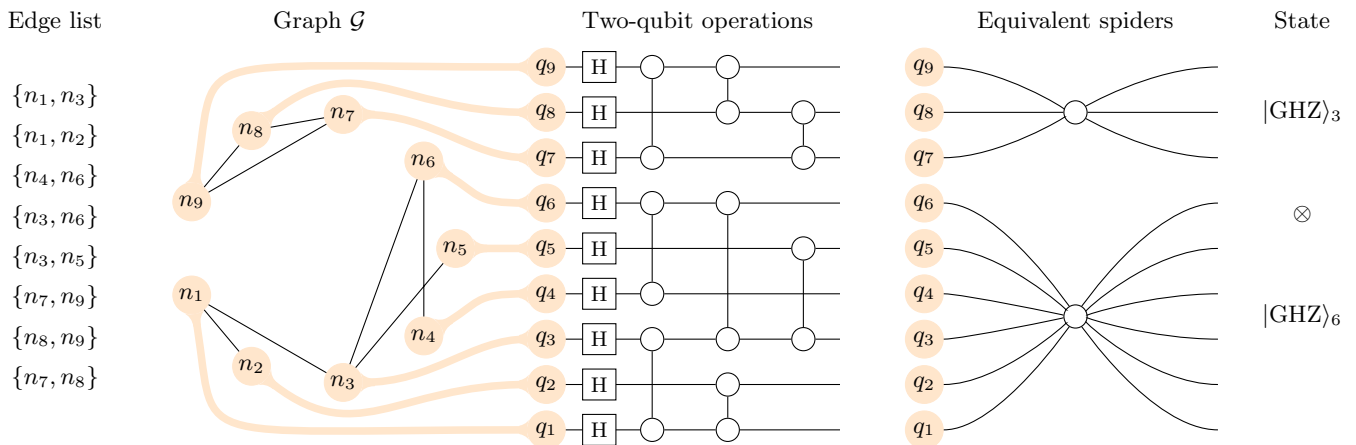 Edge list Graph $\mathcal{G}$ Two-qubit operations Equivalent spiders State
{n₁, n₃}
{n₁, n₂}
{n₄, n₆}
{n₃, n₆}
{n₃, n₅}
{n₇, n₉}
{n₈, n₉}
{n₇, n₈}
n₇
n₈
n₆
n₉
n₅
n₁
n₄
n₂
n₃
q₉ H
q₈ H
q₇ H
q₆ H
q₅ H
q₄ H
q₃ H
q₂ H
q₁ H
q₉
q₈
q₇
q₆
q₅
q₄
q₃
q₂
q₁
|GHZ⟩₃
⊗
|GHZ⟩₆